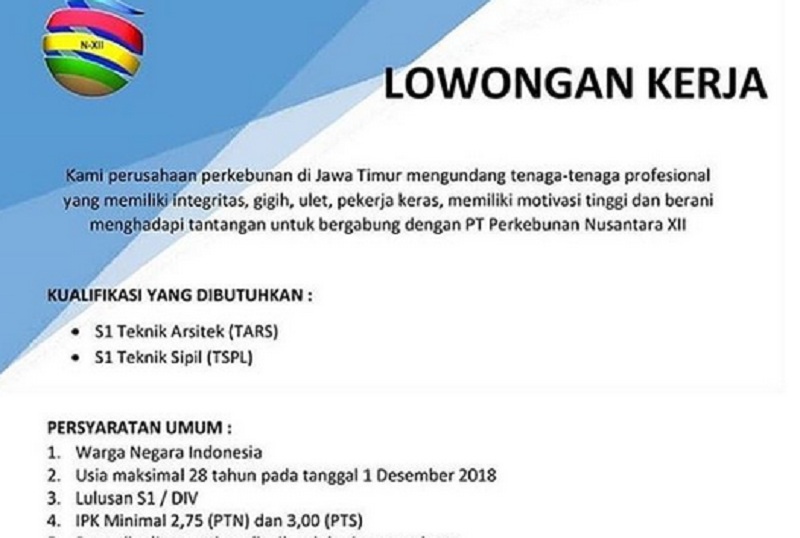 N-XII
LOWONGAN KERJA
Kami perusahaan perkebunan di Jawa Timur mengundang tenaga-tenaga profesional
yang memiliki integritas, gigih, ulet, pekerja keras, memiliki motivasi tinggi dan berani
menghadapi tantangan untuk bergabung dengan PT Perkebunan Nusantara XII
KUALIFIKASI YANG DIBUTUHKAN :
• S1 Teknik Arsitek (TARS)
• S1 Teknik Sipil (TSPL)
PERSYARATAN UMUM :
1. Warga Negara Indonesia
2. Usia maksimal 28 tahun pada tanggal 1 Desember 2018
3. Lulusan S1 / DIV
4. IPK Minimal 2,75 (PTN) dan 3,00 (PTS)